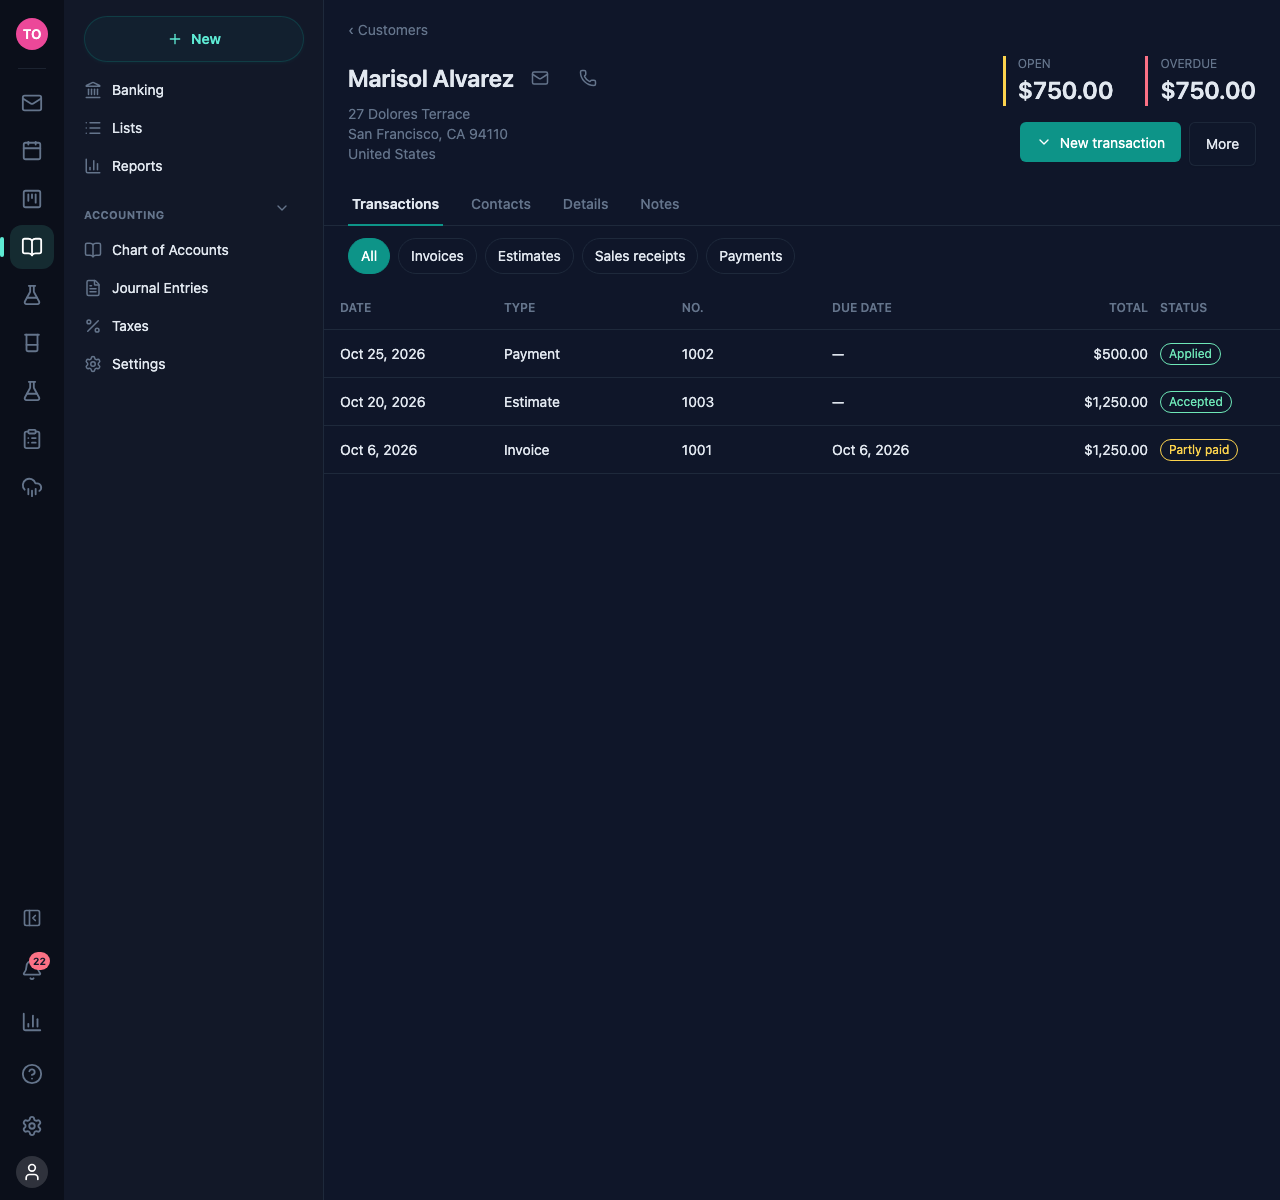 TO
22
New
Banking
Lists
Reports
ACCOUNTING
Chart of Accounts
Journal Entries
Taxes
Settings
‹ Customers
Marisol Alvarez
27 Dolores Terrace
San Francisco, CA 94110
United States
OPEN
$750.00
OVERDUE
$750.00
New transaction
More
Transactions Contacts Details Notes
All Invoices Estimates Sales receipts Payments
DATE TYPE NO. DUE DATE TOTAL STATUS
Oct 25, 2026 Payment 1002 — $500.00 Applied
Oct 20, 2026 Estimate 1003 — $1,250.00 Accepted
Oct 6, 2026 Invoice 1001 Oct 6, 2026 $1,250.00 Partly paid